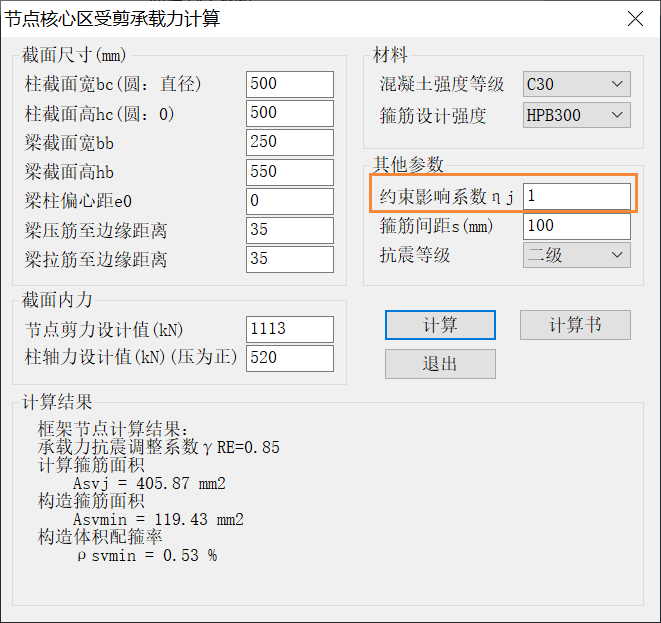 节点核心区受剪承载力计算
截面尺寸(mm)
柱截面宽bc(圆: 直径) 500
柱截面高hc(圆: 0) 500
梁截面宽bb 250
梁截面高hb 550
梁柱偏心距e0 0
梁压筋至边缘距离 35
梁拉筋至边缘距离 35
截面内力
节点剪力设计值(kN) 1113
柱轴力设计值(kN)(压为正) 520
材料
混凝土强度等级 C30
箍筋设计强度 HPB300
其他参数
约束影响系数ηj 1
箍筋间距s(mm) 100
抗震等级 二级
计算 计算书
退出
计算结果
框架节点计算结果:
承载力抗震调整系数γRE=0.85
计算箍筋面积
Asvj = 405.87 mm2
构造箍筋面积
Asvmin = 119.43 mm2
构造体积配箍率
ρsvmin = 0.53 %